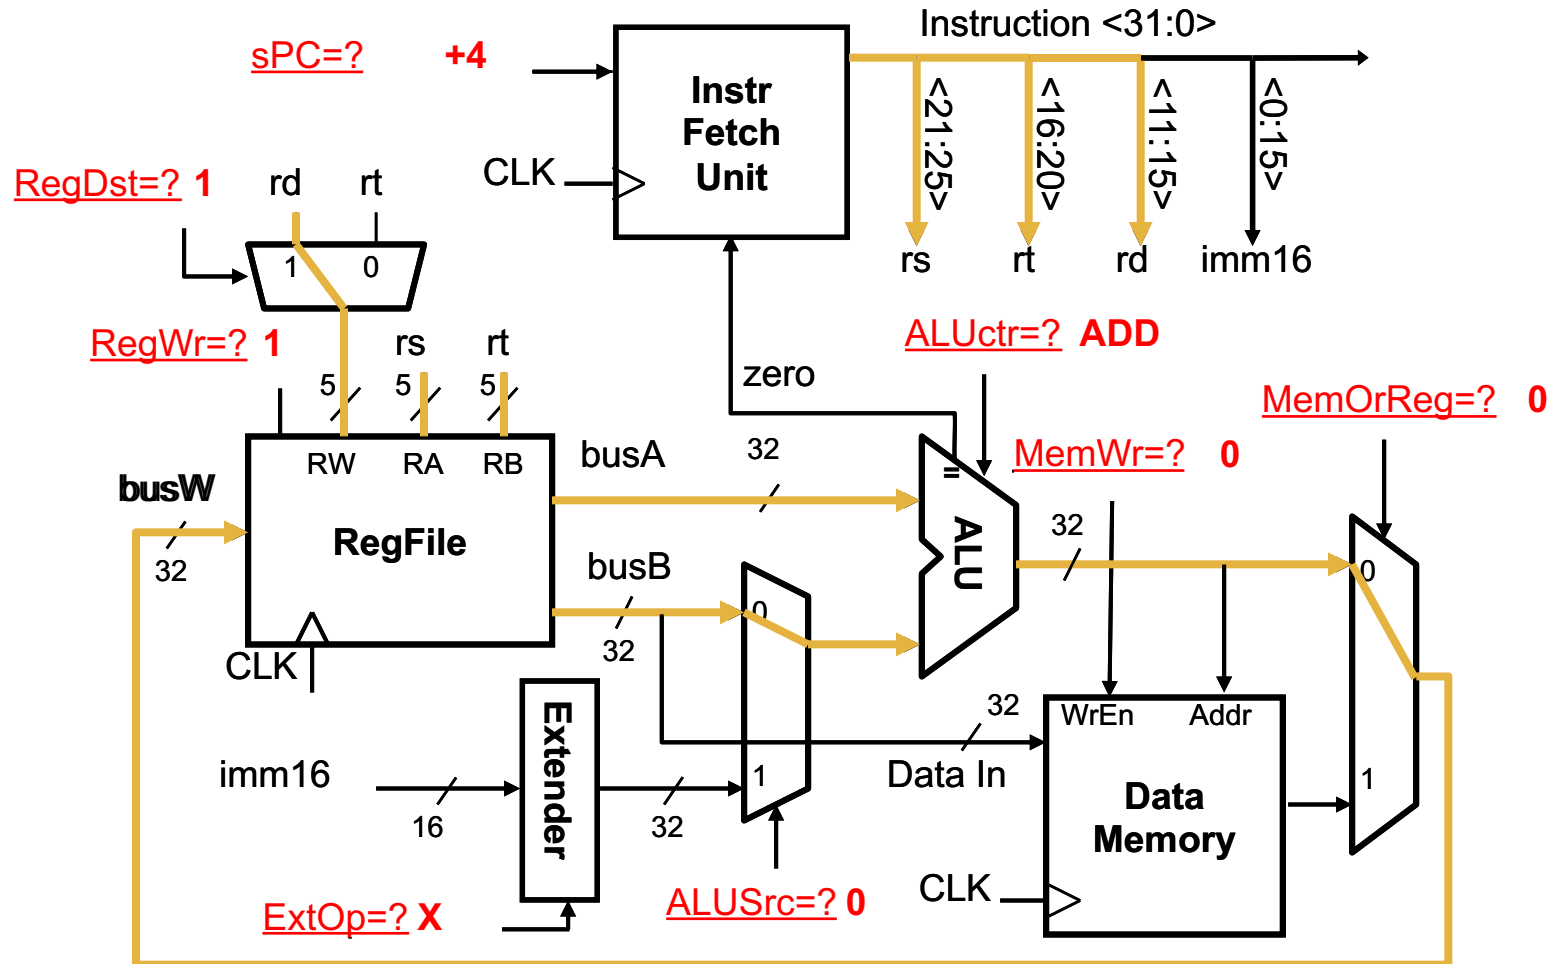 Instruction <31:0>
sPC=? +4
Instr
Fetch
Unit
CLK
<21:25>
<16:20>
<11:15>
<0:15>
rs
rt
rd
imm16
RegDst=? 1
rd
rt
1
0
RegWr=? 1
rs
rt
5
5
5
zero
ALUctr=? ADD
MemOrReg=? 0
MemWr=? 0
RW
RA
RB
busA
32
=
busW
32
RegFile
ALU
32
busB
32
0
0
CLK
Extender
WrEn
Addr
32
imm16
16
32
1
Data In
Data
Memory
1
CLK
ExtOp=? X
ALUSrc=? 0